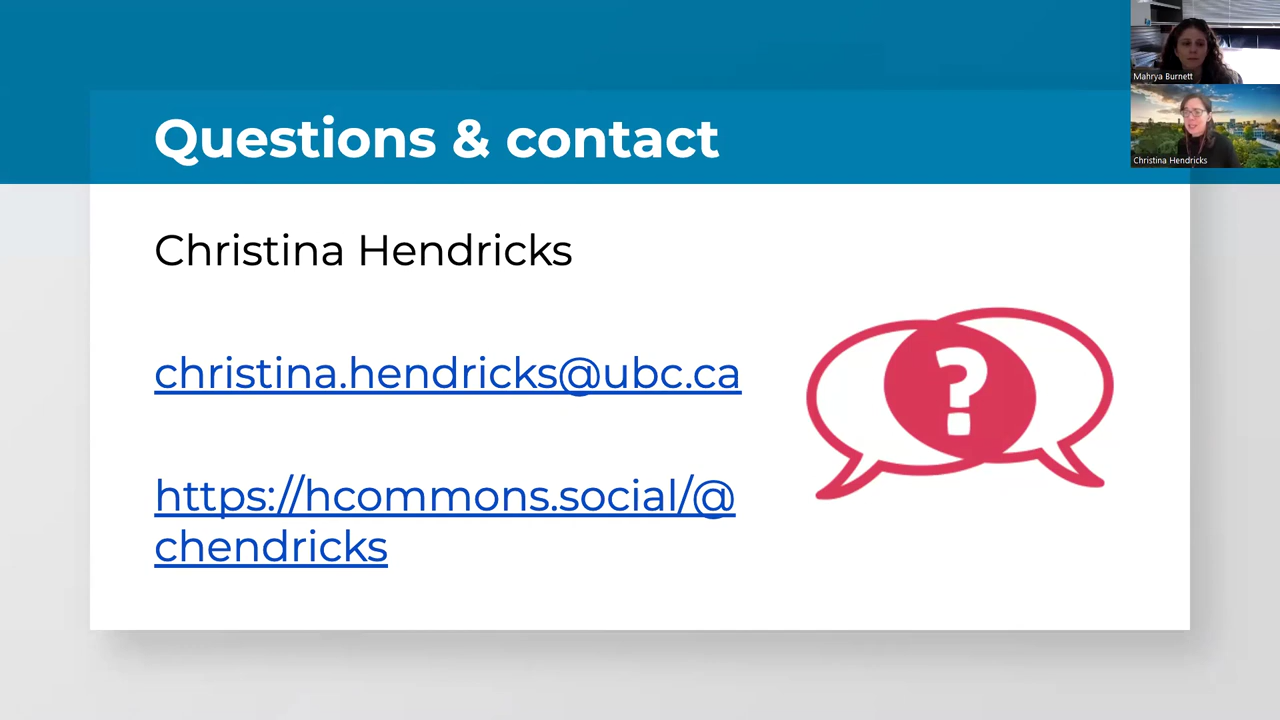 Mahrya Burnett
Christina Hendricks
Questions & contact
Christina Hendricks
christina.hendricks@ubc.ca
https://hcommons.social/@
chendricks
?